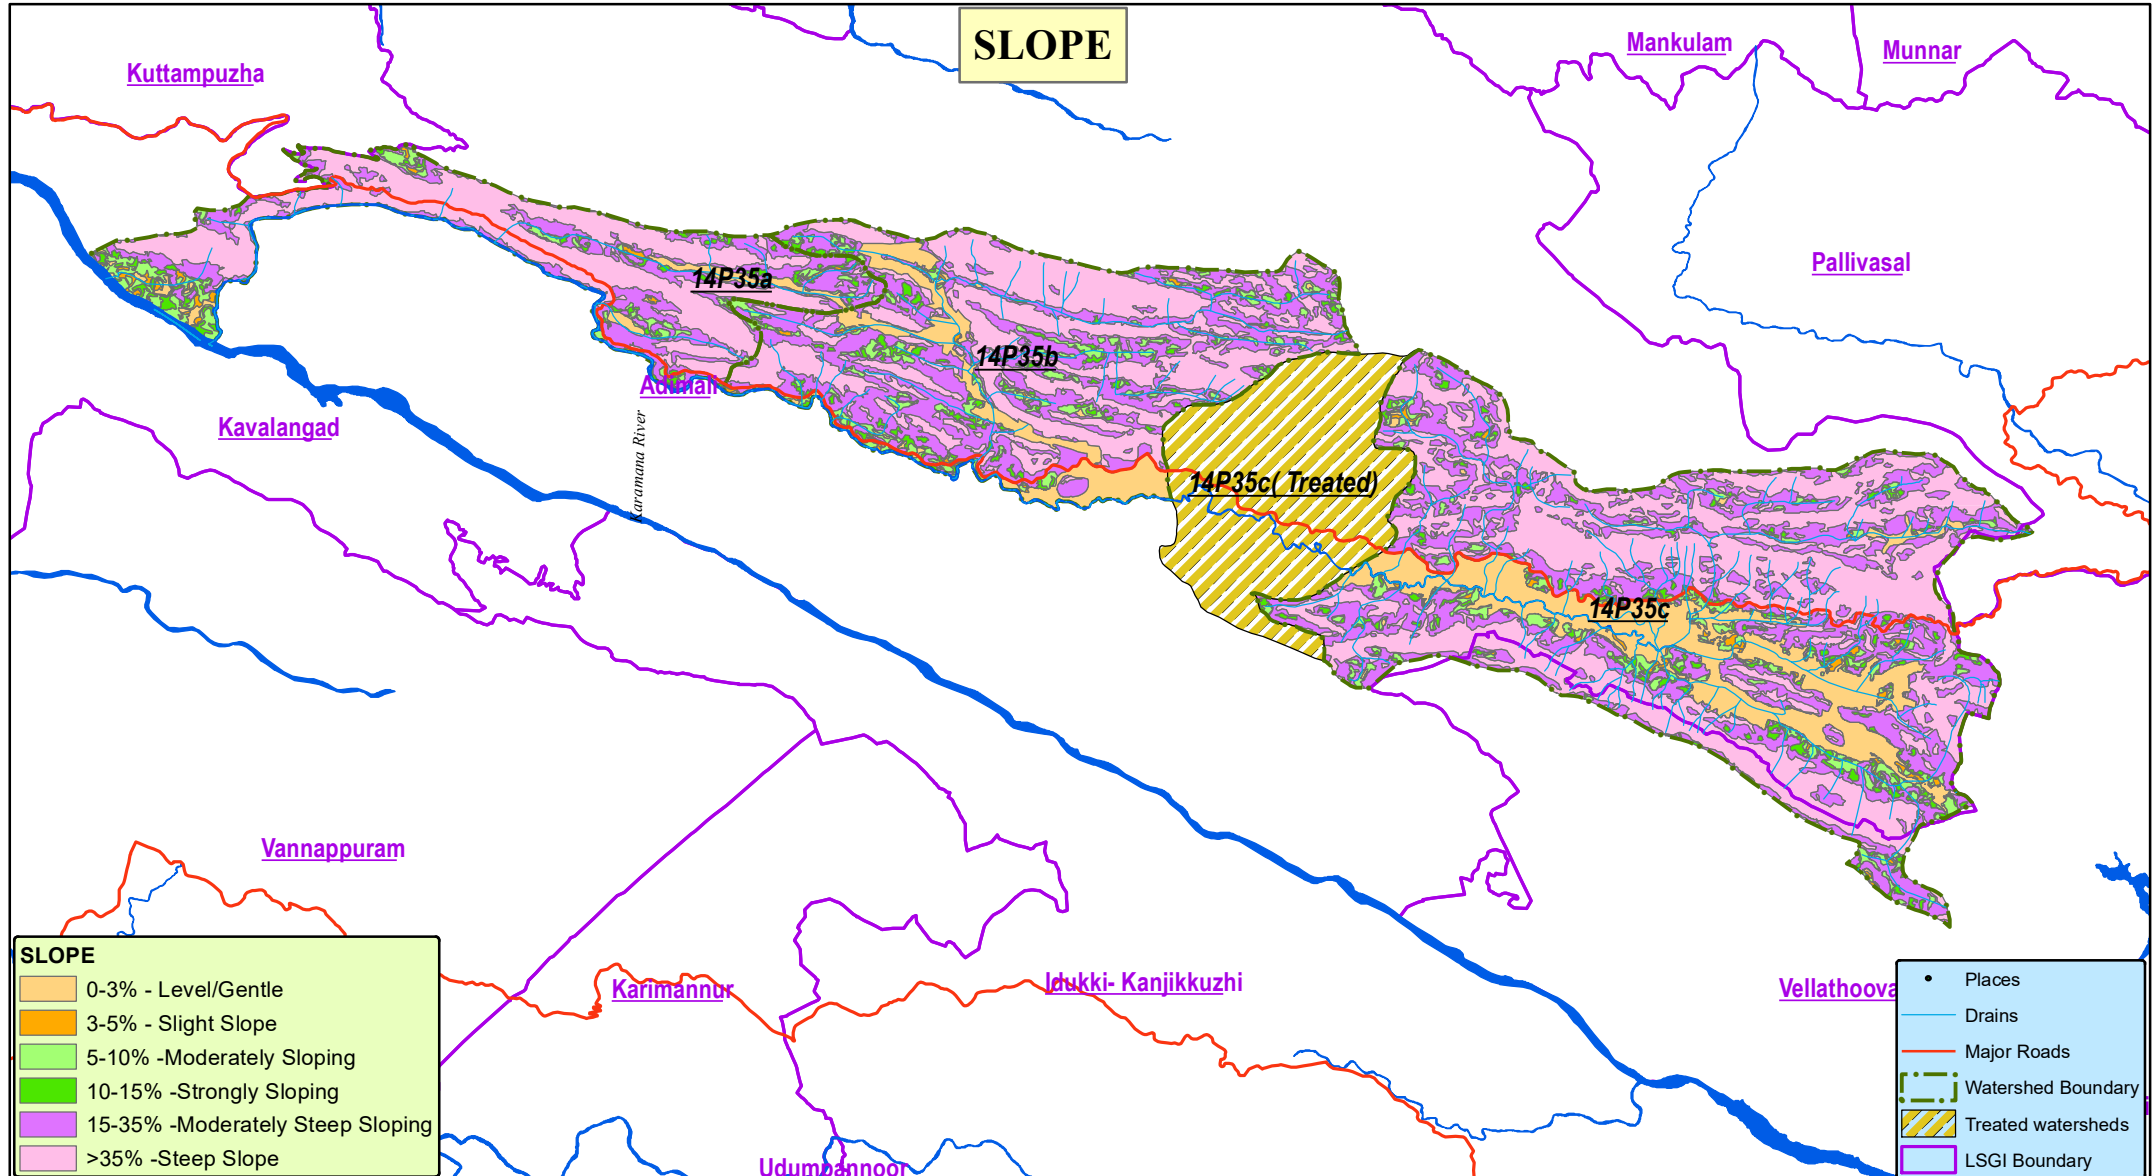 SLOPE
Mankulam
Munnar
Kuttampuzha
Pallivasal
14P35a
14P35b
Adimali
Kavalangad
Karamana River
14P35c( Treated)
14P35c
Vannappuram
Karimannur
Idukki- Kanjikkuzhi
Vellathoova
Udumpannoor
SLOPE
0-3% - Level/Gentle
3-5% - Slight Slope
5-10% -Moderately Sloping
10-15% -Strongly Sloping
15-35% -Moderately Steep Sloping
>35% -Steep Slope
Places
Drains
Major Roads
Watershed Boundary
Treated watersheds
LSGI Boundary